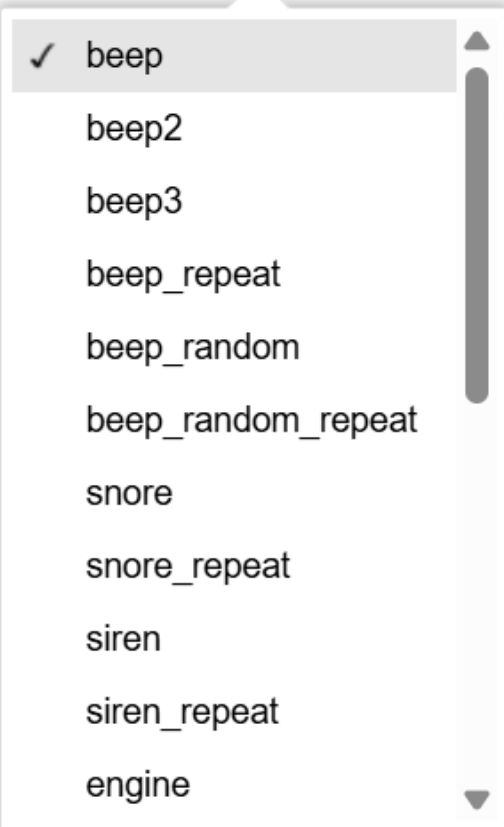 beep
beep2
beep3
beep_repeat
beep_random
beep_random_repeat
snore
snore_repeat
siren
siren_repeat
engine